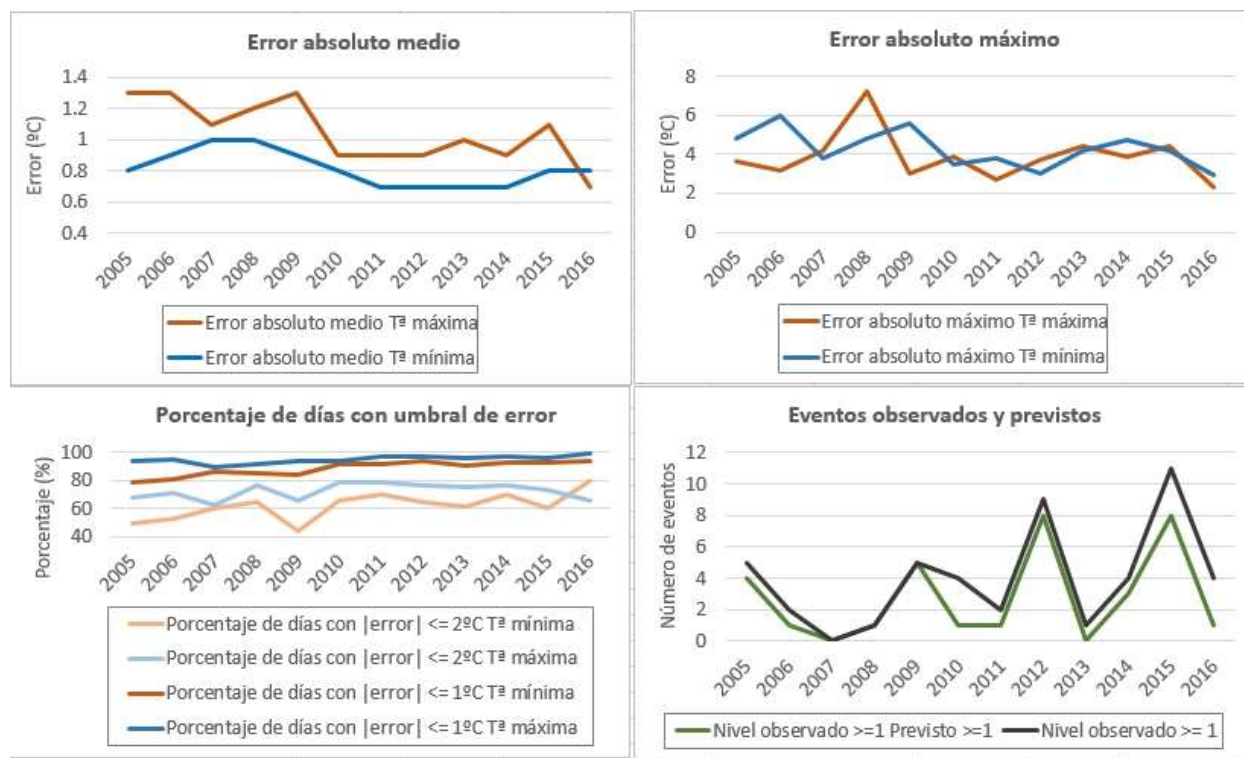 Error absoluto medio
Error (ºC)
1.4
1.2
1
0.8
0.6
0.4
2005 2006 2007 2008 2009 2010 2011 2012 2013 2014 2015 2016
Error absoluto medio Tª máxima
Error absoluto medio Tª mínima
Error absoluto máximo
Error (ºC)
8
6
4
2
0
2005 2006 2007 2008 2009 2010 2011 2012 2013 2014 2015 2016
Error absoluto máximo Tª máxima
Error absoluto máximo Tª mínima
Porcentaje de días con umbral de error
Porcentaje (%)
100
80
60
40
2005 2006 2007 2008 2009 2010 2011 2012 2013 2014 2015 2016
Porcentaje de días con |error| <= 2ºC Tª mínima
Porcentaje de días con |error| <= 2ºC Tª máxima
Porcentaje de días con |error| <= 1ºC Tª mínima
Porcentaje de días con |error| <= 1ºC Tª máxima
Eventos observados y previstos
Número de eventos
12
10
8
6
4
2
0
2005 2006 2007 2008 2009 2010 2011 2012 2013 2014 2015 2016
Nivel observado >=1 Previsto >=1 Nivel observado >= 1